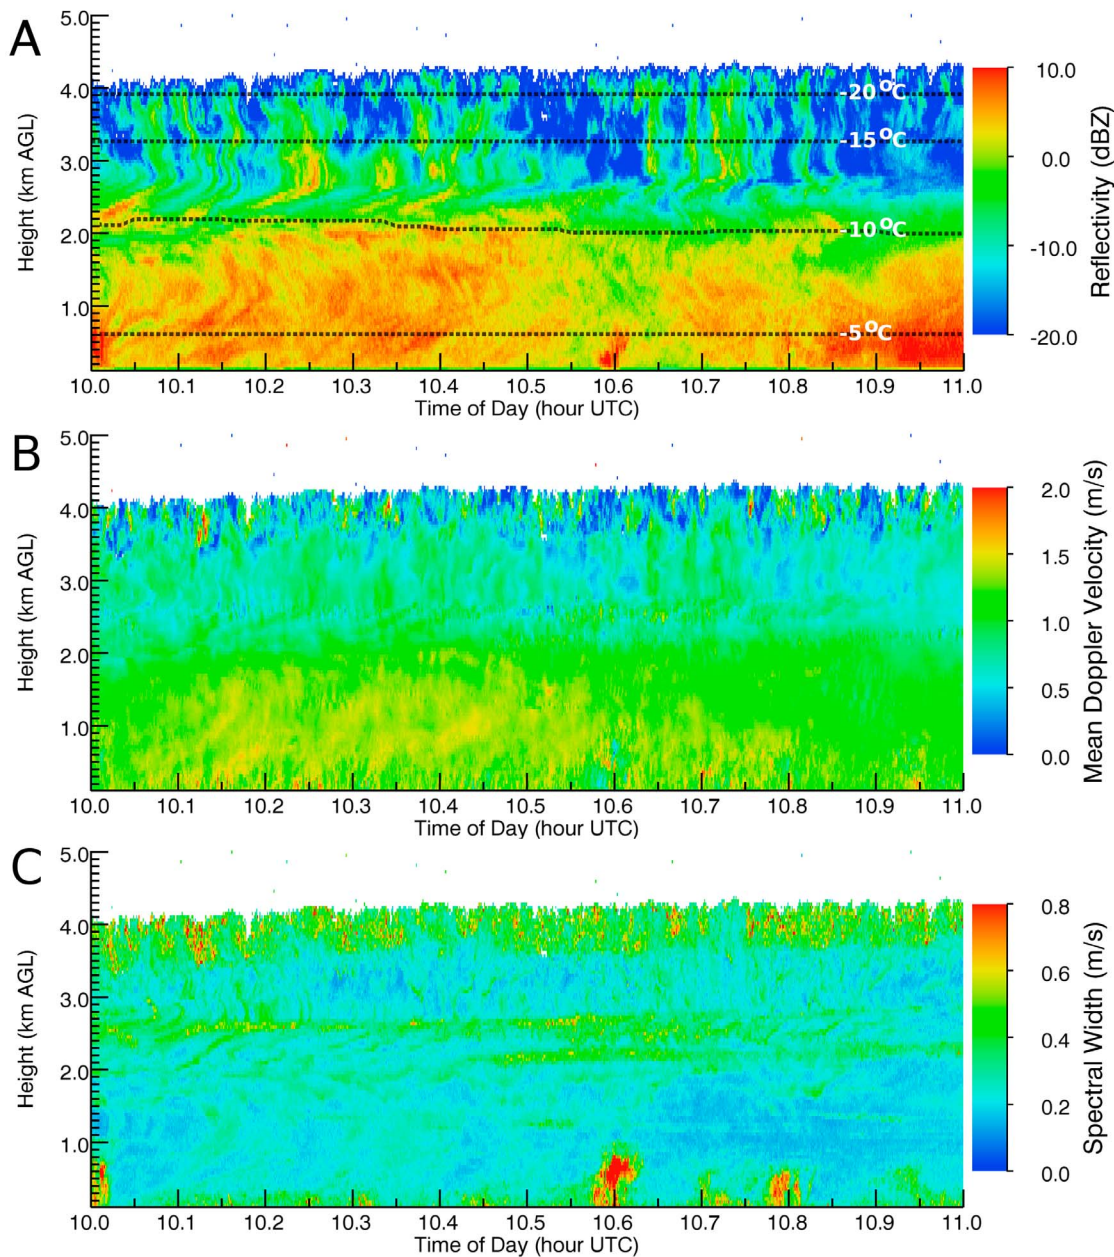 A
5.0
4.0
3.0
2.0
1.0
Height (km AGL)
-20°C
-15°C
-10°C
-5°C
10.0 10.1 10.2 10.3 10.4 10.5 10.6 10.7 10.8 10.9 11.0
Time of Day (hour UTC)
10.0
0.0
-10.0
-20.0
Reflectivity (dBZ)
B
5.0
4.0
3.0
2.0
1.0
Height (km AGL)
10.0 10.1 10.2 10.3 10.4 10.5 10.6 10.7 10.8 10.9 11.0
Time of Day (hour UTC)
2.0
1.5
1.0
0.5
0.0
Mean Doppler Velocity (m/s)
C
5.0
4.0
3.0
2.0
1.0
Height (km AGL)
10.0 10.1 10.2 10.3 10.4 10.5 10.6 10.7 10.8 10.9 11.0
Time of Day (hour UTC)
0.8
0.6
0.4
0.2
0.0
Spectral Width (m/s)